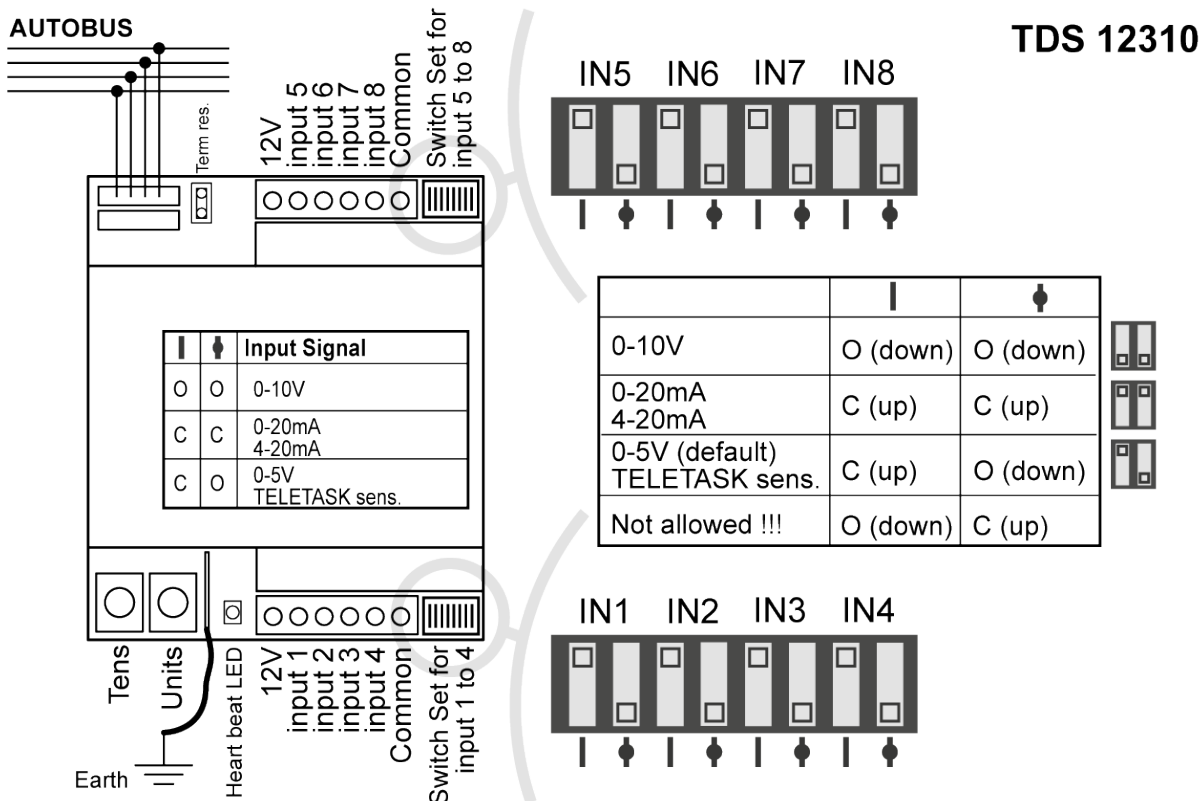 AUTOBUS
TDS 12310
Term res.
12V
input 5
input 6
input 7
input 8
Common
Switch Set for
input 5 to 8
IN5 IN6 IN7 IN8
Input Signal
O O 0-10V
C C 0-20mA
4-20mA
C O 0-5V
TELETASK sens.
0-10V O (down) O (down)
0-20mA
4-20mA C (up) C (up)
0-5V (default)
TELETASK sens. C (up) O (down)
Not allowed !!! O (down) C (up)
Tens
Units
Heart beat LED
12V
input 1
input 2
input 3
input 4
Common
Switch Set for
input 1 to 4
Earth
IN1 IN2 IN3 IN4